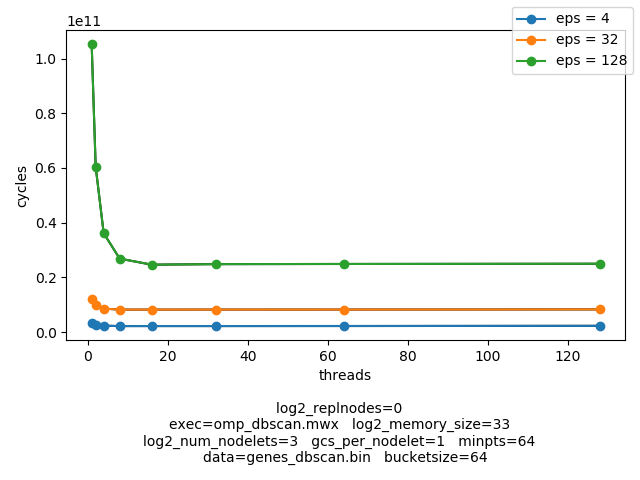 1e11
eps = 4
eps = 32
eps = 128
1.0
0.8
0.6
0.4
0.2
0.0
cycles
0 20 40 60 80 100 120
threads
log2_replnodes=0
exec=omp_dbscan.mwx log2_memory_size=33
log2_num_nodelets=3 gcs_per_nodelet=1 minpts=64
data=genes_dbscan.bin bucketsize=64